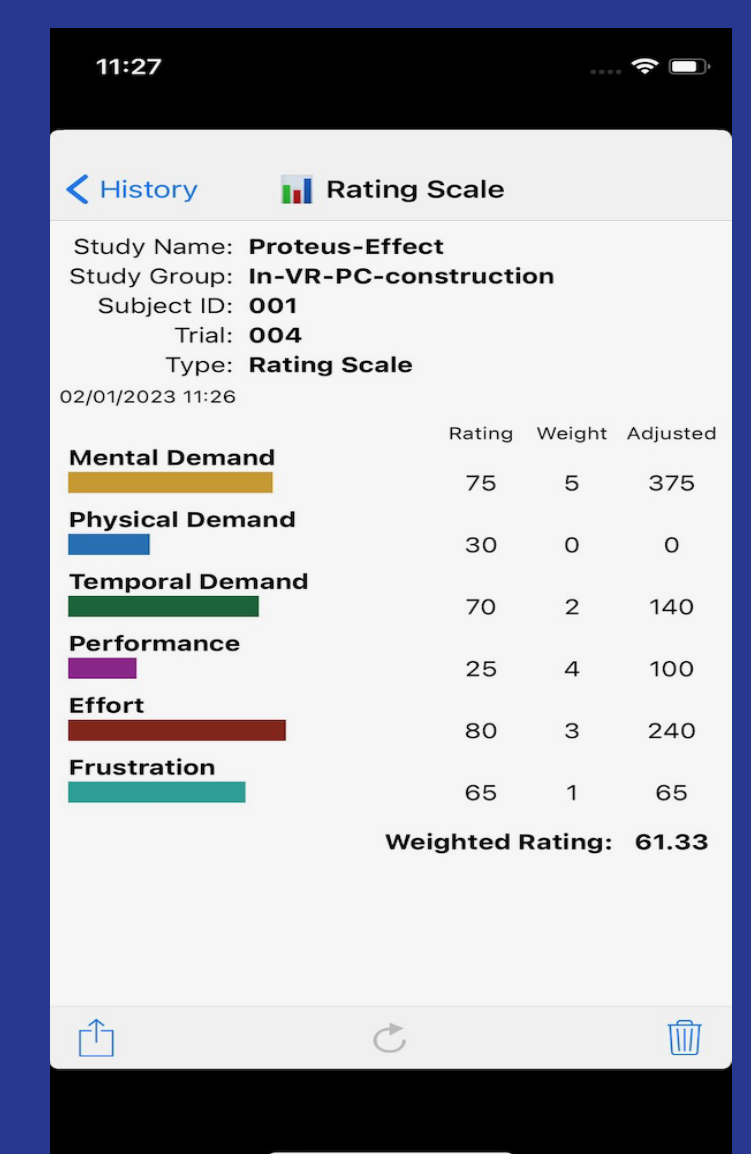 11:27
History
Rating Scale
Study Name: Proteus-Effect
Study Group: In-VR-PC-construction
Subject ID: 001
Trial: 004
Type: Rating Scale
02/01/2023 11:26
Rating Weight Adjusted
Mental Demand
75 5 375
Physical Demand
30 0 0
Temporal Demand
70 2 140
Performance
25 4 100
Effort
80 3 240
Frustration
65 1 65
Weighted Rating: 61.33